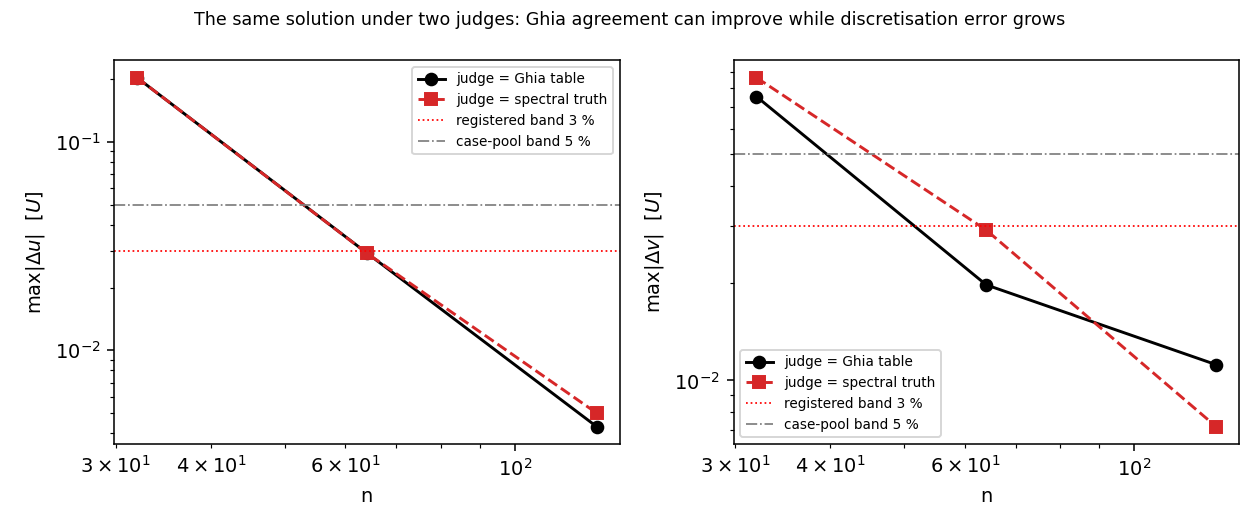 The same solution under two judges: Ghia agreement can improve while discretisation error grows
max|Δu| [U]
10⁻¹
10⁻²
judge = Ghia table
judge = spectral truth
registered band 3 %
case-pool band 5 %
3 × 10¹
4 × 10¹
6 × 10¹
10²
n
max|Δv| [U]
10⁻²
judge = Ghia table
judge = spectral truth
registered band 3 %
case-pool band 5 %
3 × 10¹
4 × 10¹
6 × 10¹
10²
n